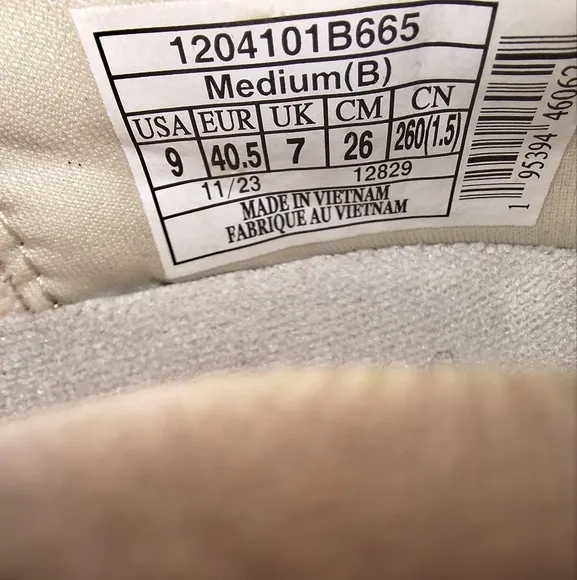 1204101B665
Medium(B)
USA EUR UK CM CN
9 40.5 7 26 260(1.5)
11/23 12829
MADE IN VIETNAM
FABRIQUE AU VIETNAM
1 95394 46062